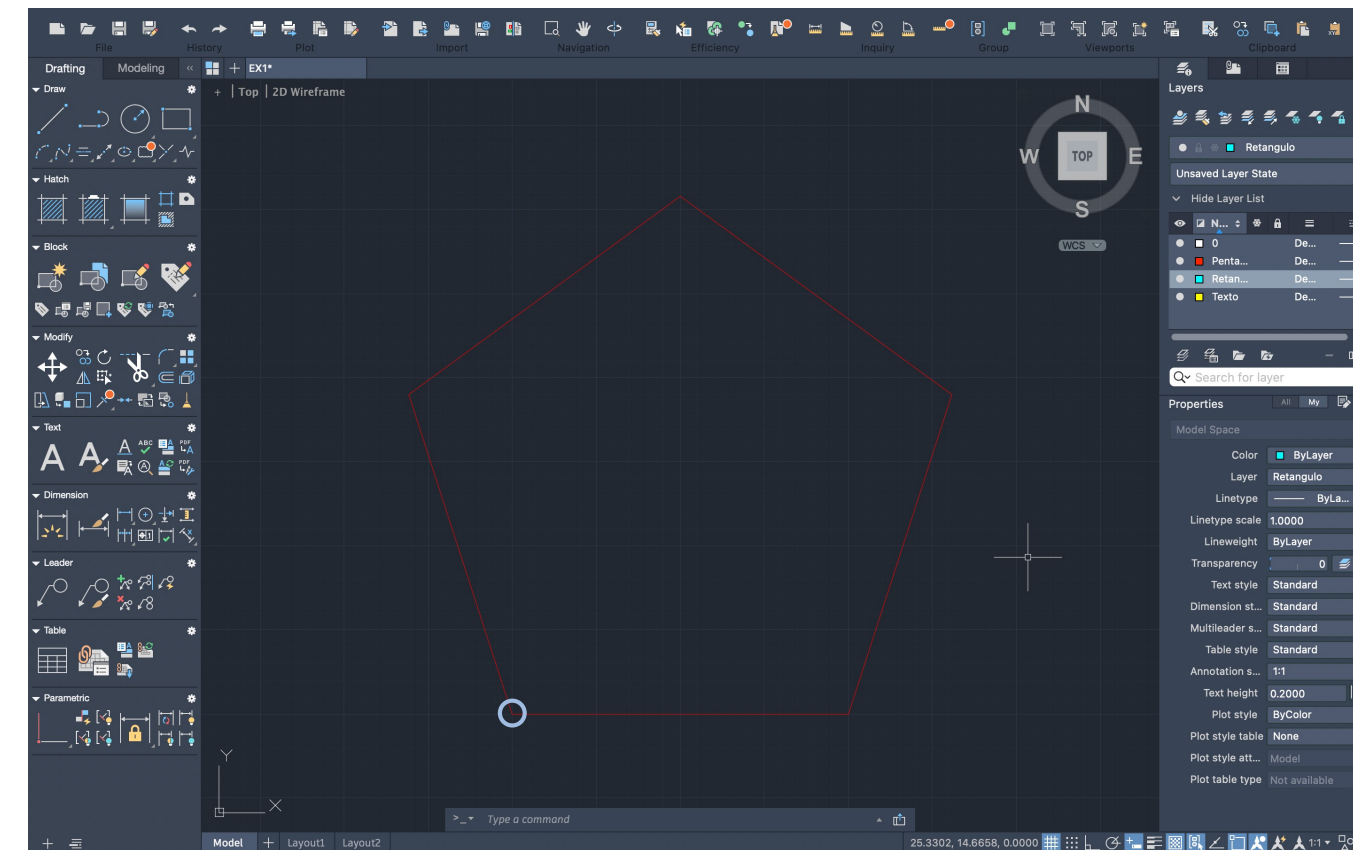 File History Plot Import Navigation Efficiency Inquiry Group Viewports Clipboard
Drafting Modeling «
+ EX1*
+ | Top | 2D Wireframe
N
W TOP E
S
WCS
Draw
Hatch
Block
Modify
Text
A A A ABC PDF
Dimension
Leader
Table
Parametric
Y
X
>_ Type a command
Model + Layout1 Layout2
25.3302, 14.6658, 0.0000
1:1
Layers
Retangulo
Unsaved Layer State
Hide Layer List
N...
0 De...
Penta... De...
Retan... De...
Texto De...
Search for layer
Properties All My
Model Space
Color ByLayer
Layer Retangulo
Linetype ByLa...
Linetype scale 1.0000
Lineweight ByLayer
Transparency 0
Text style Standard
Dimension st... Standard
Multileader s... Standard
Table style Standard
Annotation s... 1:1
Text height 0.2000
Plot style ByColor
Plot style table None
Plot style att... Model
Plot table type Not available